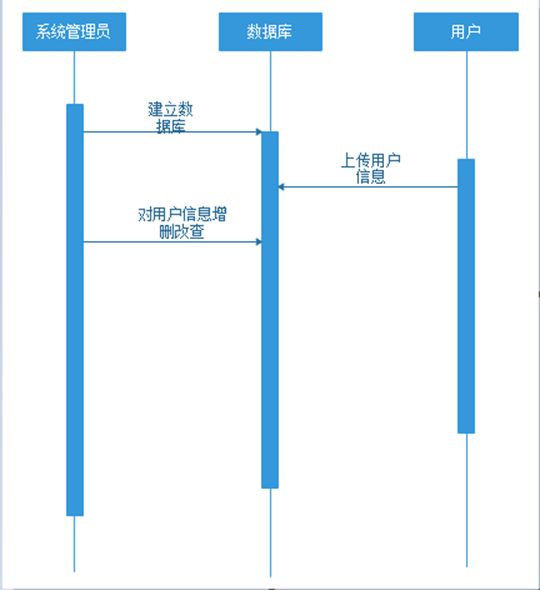 系统管理员
数据库
用户
建立数
据库
上传用户
信息
对用户信息增
删改查